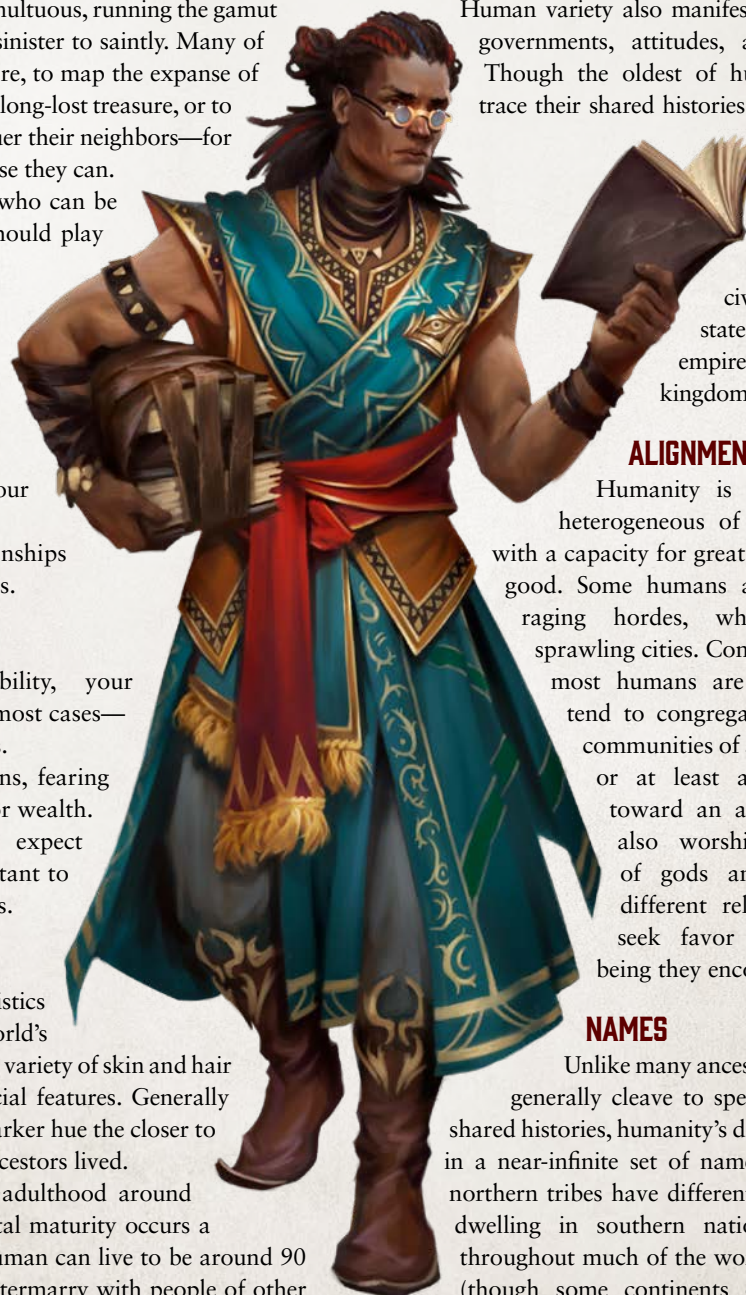 multuous, running the gamut
sinister to saintly. Many of
re, to map the expanse of
long-lost treasure, or to
uer their neighbors—for
se they can.
who can be
hould play
our
nships
s.
bility, your
most cases—
s.
ns, fearing
or wealth.
expect
tant to
s.
istics
orld's
variety of skin and hair
cial features. Generally
arker hue the closer to
cestors lived.
adulthood around
tal maturity occurs a
uman can live to be around 90
termarry with people of other
Human variety also manifes
governments, attitudes, a
Though the oldest of hu
trace their shared histories
civ
state
empire
kingdom
ALIGNMEN
Humanity is
heterogeneous of
with a capacity for great
good. Some humans a
raging hordes, wh
sprawling cities. Con
most humans are
tend to congrega
communities of
or at least a
toward an a
also worshi
of gods an
different rel
seek favor
being they enco
NAMES
Unlike many ances
generally cleave to spe
shared histories, humanity's d
in a near-infinite set of name
northern tribes have different
dwelling in southern natio
throughout much of the wo
(though some continents